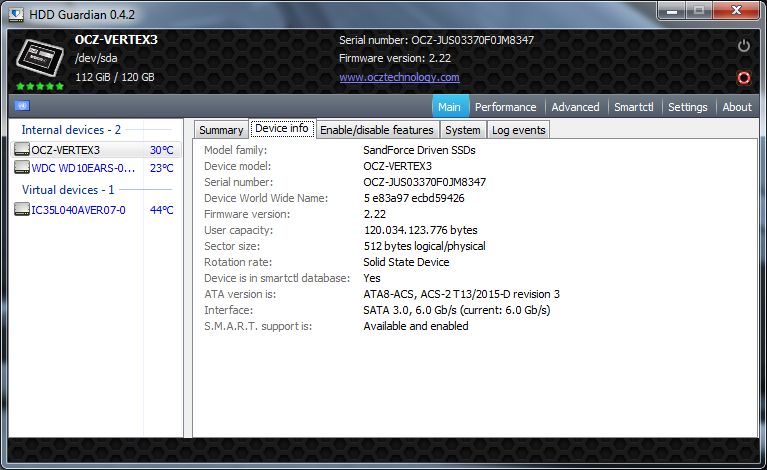 HDD Guardian 0.4.2
OCZ-VERTEX3
/dev/sda
112 GiB / 120 GB
Serial number: OCZ-JUS03370F0JM8347
Firmware version: 2.22
www.ocztechnology.com
Main Performance Advanced Smartctl Settings About
Internal devices - 2
OCZ-VERTEX3 30°C
WDC WD10EARS-0... 23°C
Virtual devices - 1
IC35L040AVER07-0 44°C
Summary Device info Enable/disable features System Log events
Model family: SandForce Driven SSDs
Device model: OCZ-VERTEX3
Serial number: OCZ-JUS03370F0JM8347
Device World Wide Name: 5 e83a97 ecbd59426
Firmware version: 2.22
User capacity: 120.034.123.776 bytes
Sector size: 512 bytes logical/physical
Rotation rate: Solid State Device
Device is in smartctl database: Yes
ATA version is: ATA8-ACS, ACS-2 T13/2015-D revision 3
Interface: SATA 3.0, 6.0 Gb/s (current: 6.0 Gb/s)
S.M.A.R.T. support is: Available and enabled